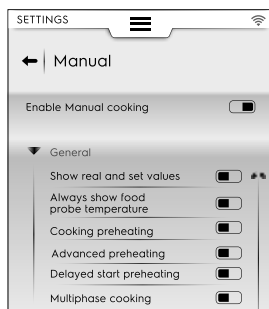 SETTINGS
Manual
Enable Manual cooking
General
Show real and set values
Always show food
probe temperature
Cooking preheating
Advanced preheating
Delayed start preheating
Multiphase cooking